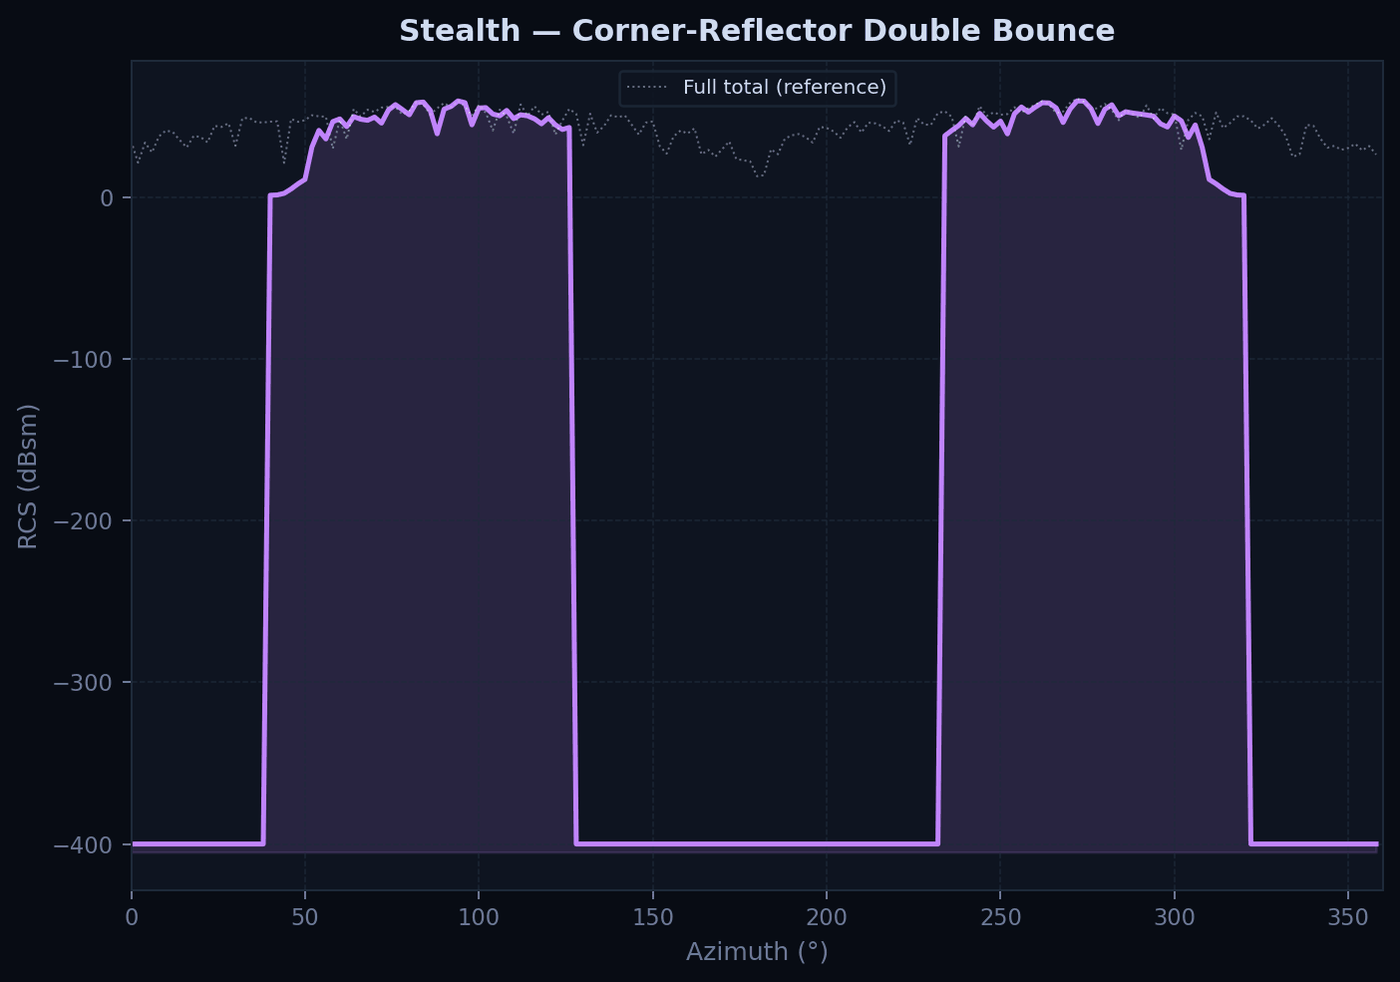 Stealth — Corner-Reflector Double Bounce
Full total (reference)
RCS (dBsm)
0
−100
−200
−300
−400
0 50 100 150 200 250 300 350
Azimuth (°)